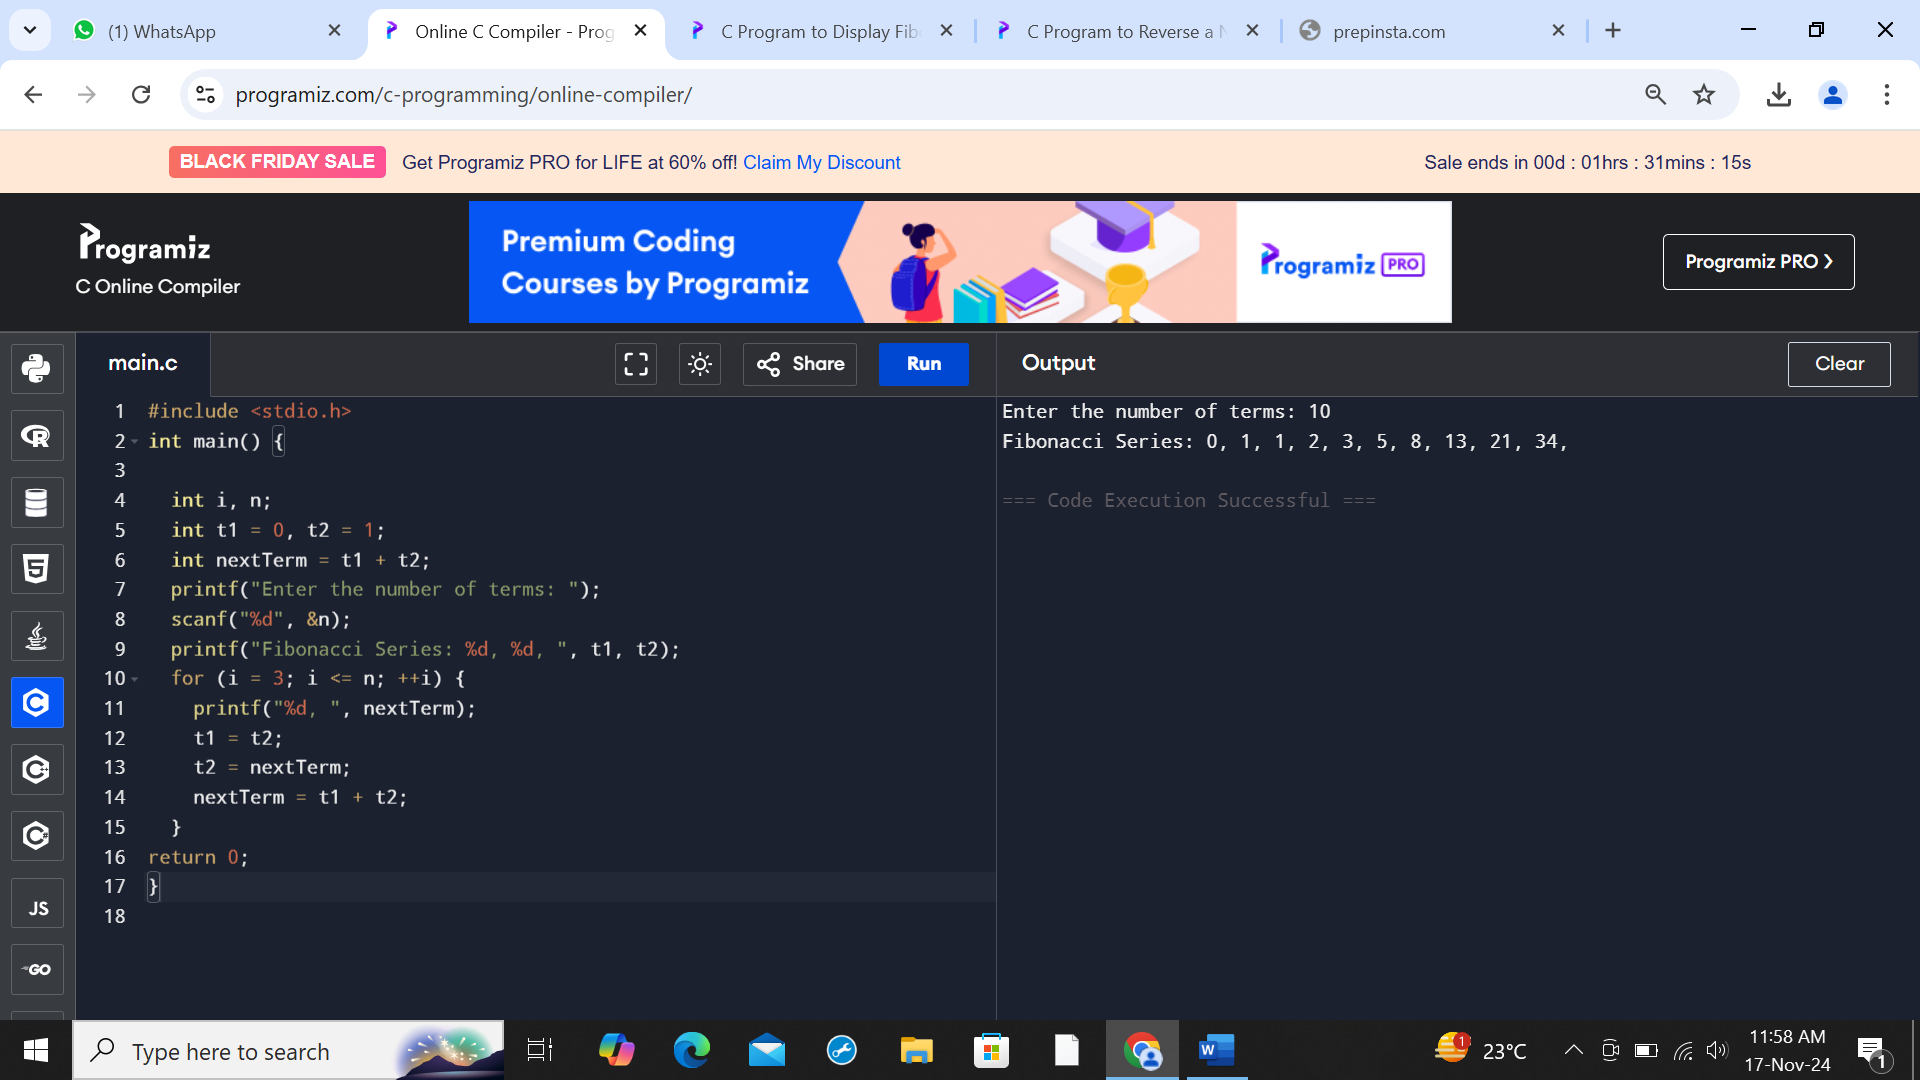 (1) WhatsApp
Online C Compiler - Prog
C Program to Display Fib
C Program to Reverse a N
prepinsta.com
programiz.com/c-programming/online-compiler/
BLACK FRIDAY SALE Get Programiz PRO for LIFE at 60% off! Claim My Discount
Sale ends in 00d : 01hrs : 31mins : 15s
Programiz
C Online Compiler
Premium Coding
Courses by Programiz
Programiz PRO
Programiz PRO ›
main.c
Share
Run
Output
Clear
1 #include <stdio.h>
2 int main() {
3
4   int i, n;
5   int t1 = 0, t2 = 1;
6   int nextTerm = t1 + t2;
7   printf("Enter the number of terms: ");
8   scanf("%d", &n);
9   printf("Fibonacci Series: %d, %d, ", t1, t2);
10   for (i = 3; i <= n; ++i) {
11     printf("%d, ", nextTerm);
12     t1 = t2;
13     t2 = nextTerm;
14     nextTerm = t1 + t2;
15   }
16 return 0;
17 }
18
Enter the number of terms: 10
Fibonacci Series: 0, 1, 1, 2, 3, 5, 8, 13, 21, 34,
=== Code Execution Successful ===
R
5
C
C++
C#
JS
GO
Type here to search
W
1
23°C
11:58 AM
17-Nov-24
1